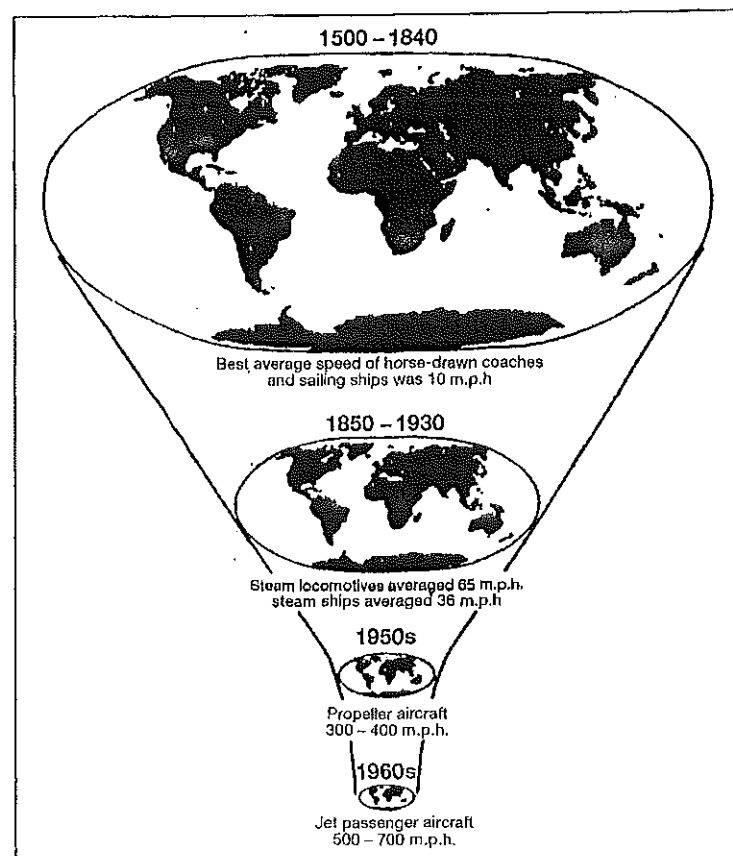 1500 – 1840
Best average speed of horse-drawn coaches
and sailing ships was 10 m.p.h
1850 – 1930
Steam locomotives averaged 65 m.p.h.
steam ships averaged 36 m.p.h
1950s
Propeller aircraft
300 – 400 m.p.h.
1960s
Jet passenger aircraft
500 – 700 m.p.h.